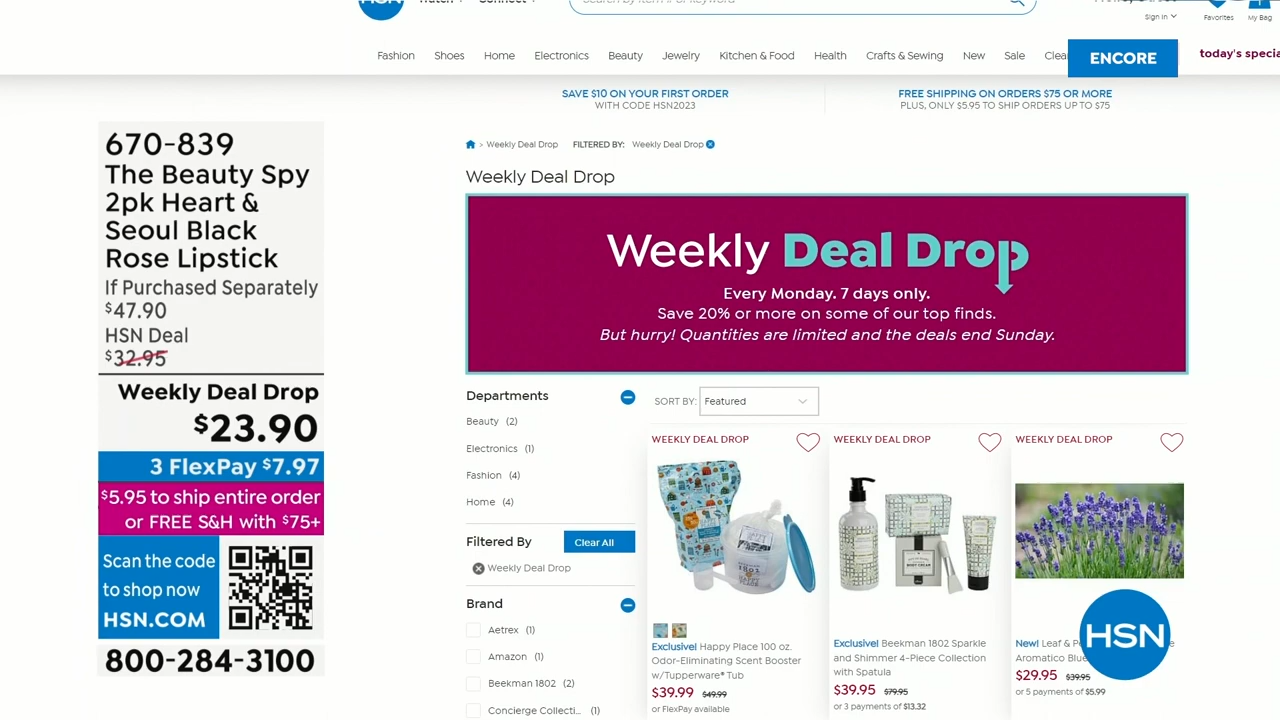 HSN
Sign In
Favorites
My Bag
Fashion Shoes Home Electronics Beauty Jewelry Kitchen & Food Health Crafts & Sewing New Sale
ENCORE
today's
SAVE $10 ON YOUR FIRST ORDER
WITH CODE HSN2023
FREE SHIPPING ON ORDERS $75 OR MORE
PLUS, ONLY $5.95 TO SHIP ORDERS UP TO $75
670-839
The Beauty Spy
2pk Heart &
Seoul Black
Rose Lipstick
If Purchased Separately
$47.90
HSN Deal
$32.95
Weekly Deal Drop
$23.90
3 FlexPay $7.97
$5.95 to ship entire order
or FREE S&H with $75+
Scan the code
to shop now
HSN.COM
800-284-3100
> Weekly Deal Drop FILTERED BY: Weekly Deal Drop
Weekly Deal Drop
Weekly Deal Drop
Every Monday. 7 days only.
Save 20% or more on some of our top finds.
But hurry! Quantities are limited and the deals end Sunday.
Departments
Beauty (2)
Electronics (1)
Fashion (4)
Home (4)
Filtered By
Clear All
Weekly Deal Drop
Brand
Aetrex (1)
Amazon (1)
Beekman 1802 (2)
Concierge Collecti... (1)
SORT BY: Featured
WEEKLY DEAL DROP
Exclusive! Happy Place 100 oz.
Odor-Eliminating Scent Booster
w/Tupperware® Tub
$39.99 $49.99
or FlexPay available
WEEKLY DEAL DROP
Exclusive! Beekman 1802 Sparkle
and Shimmer 4-Piece Collection
with Spatula
$39.95 $79.95
or 3 payments of $13.32
WEEKLY DEAL DROP
New! Leaf &
Aromatico
$29.95 $39.95
or 5 payments of $5.99
HSN